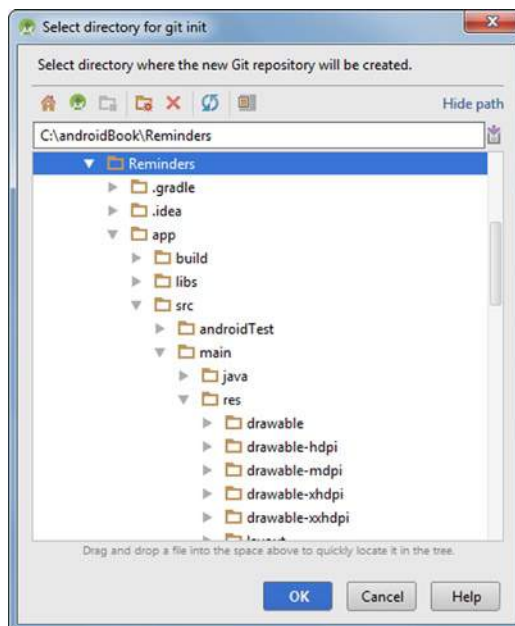 Select directory for git init
Select directory where the new Git repository will be created.
Hide path
C:\androidBook\Reminders
Reminders
.gradle
.idea
app
build
libs
src
androidTest
main
java
res
drawable
drawable-hdpi
drawable-mdpi
drawable-xhdpi
drawable-xxhdpi
Drag and drop a file into the space above to quickly locate it in the tree.
OK
Cancel
Help